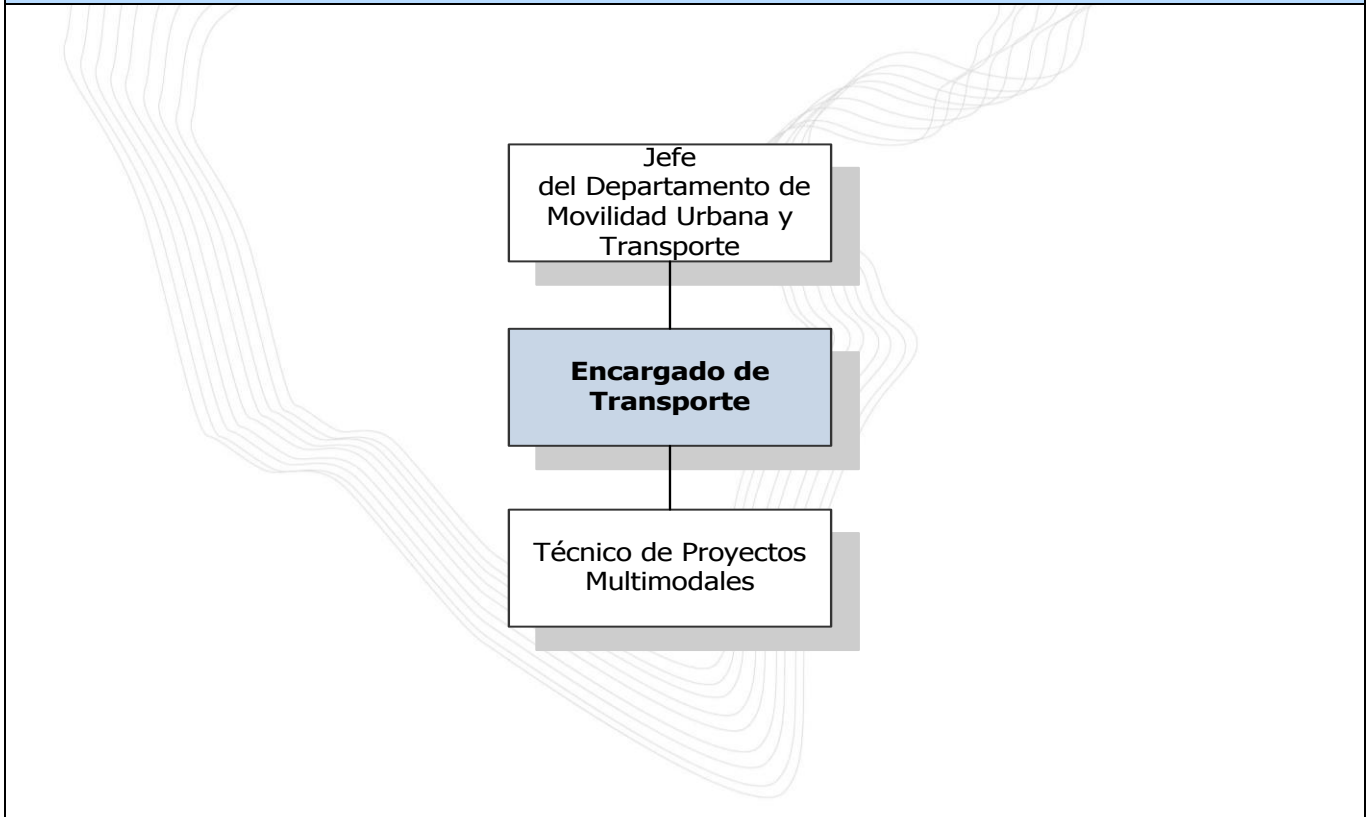 Jefe
del Departamento de
Movilidad Urbana y
Transporte
Encargado de
Transporte
Técnico de Proyectos
Multimodales